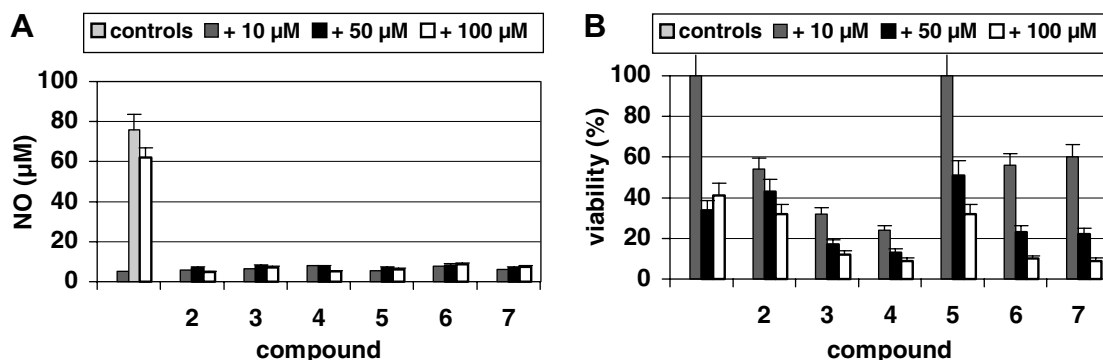 A
controls + 10 µM + 50 µM + 100 µM
100
80
60
40
20
0
NO (µM)
2 3 4 5 6 7
compound
B
controls + 10 µM + 50 µM + 100 µM
100
80
60
40
20
0
viability (%)
2 3 4 5 6 7
compound